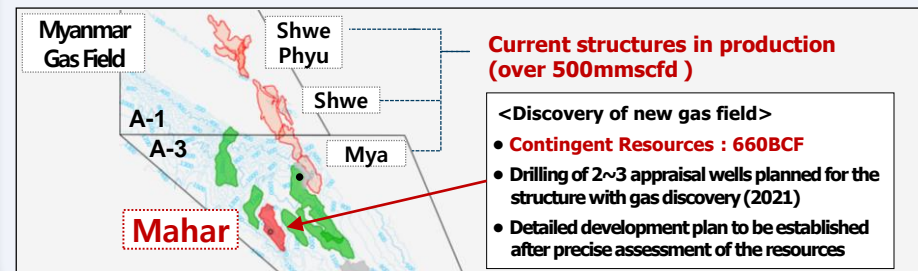 Myanmar
Gas Field
Shwe
Phyu
Shwe
A-1
A-3
Mya
Mahar
Current structures in production
(over 500mmscfd )
<Discovery of new gas field>
● Contingent Resources : 660BCF
● Drilling of 2~3 appraisal wells planned for the
structure with gas discovery (2021)
● Detailed development plan to be established
after precise assessment of the resources